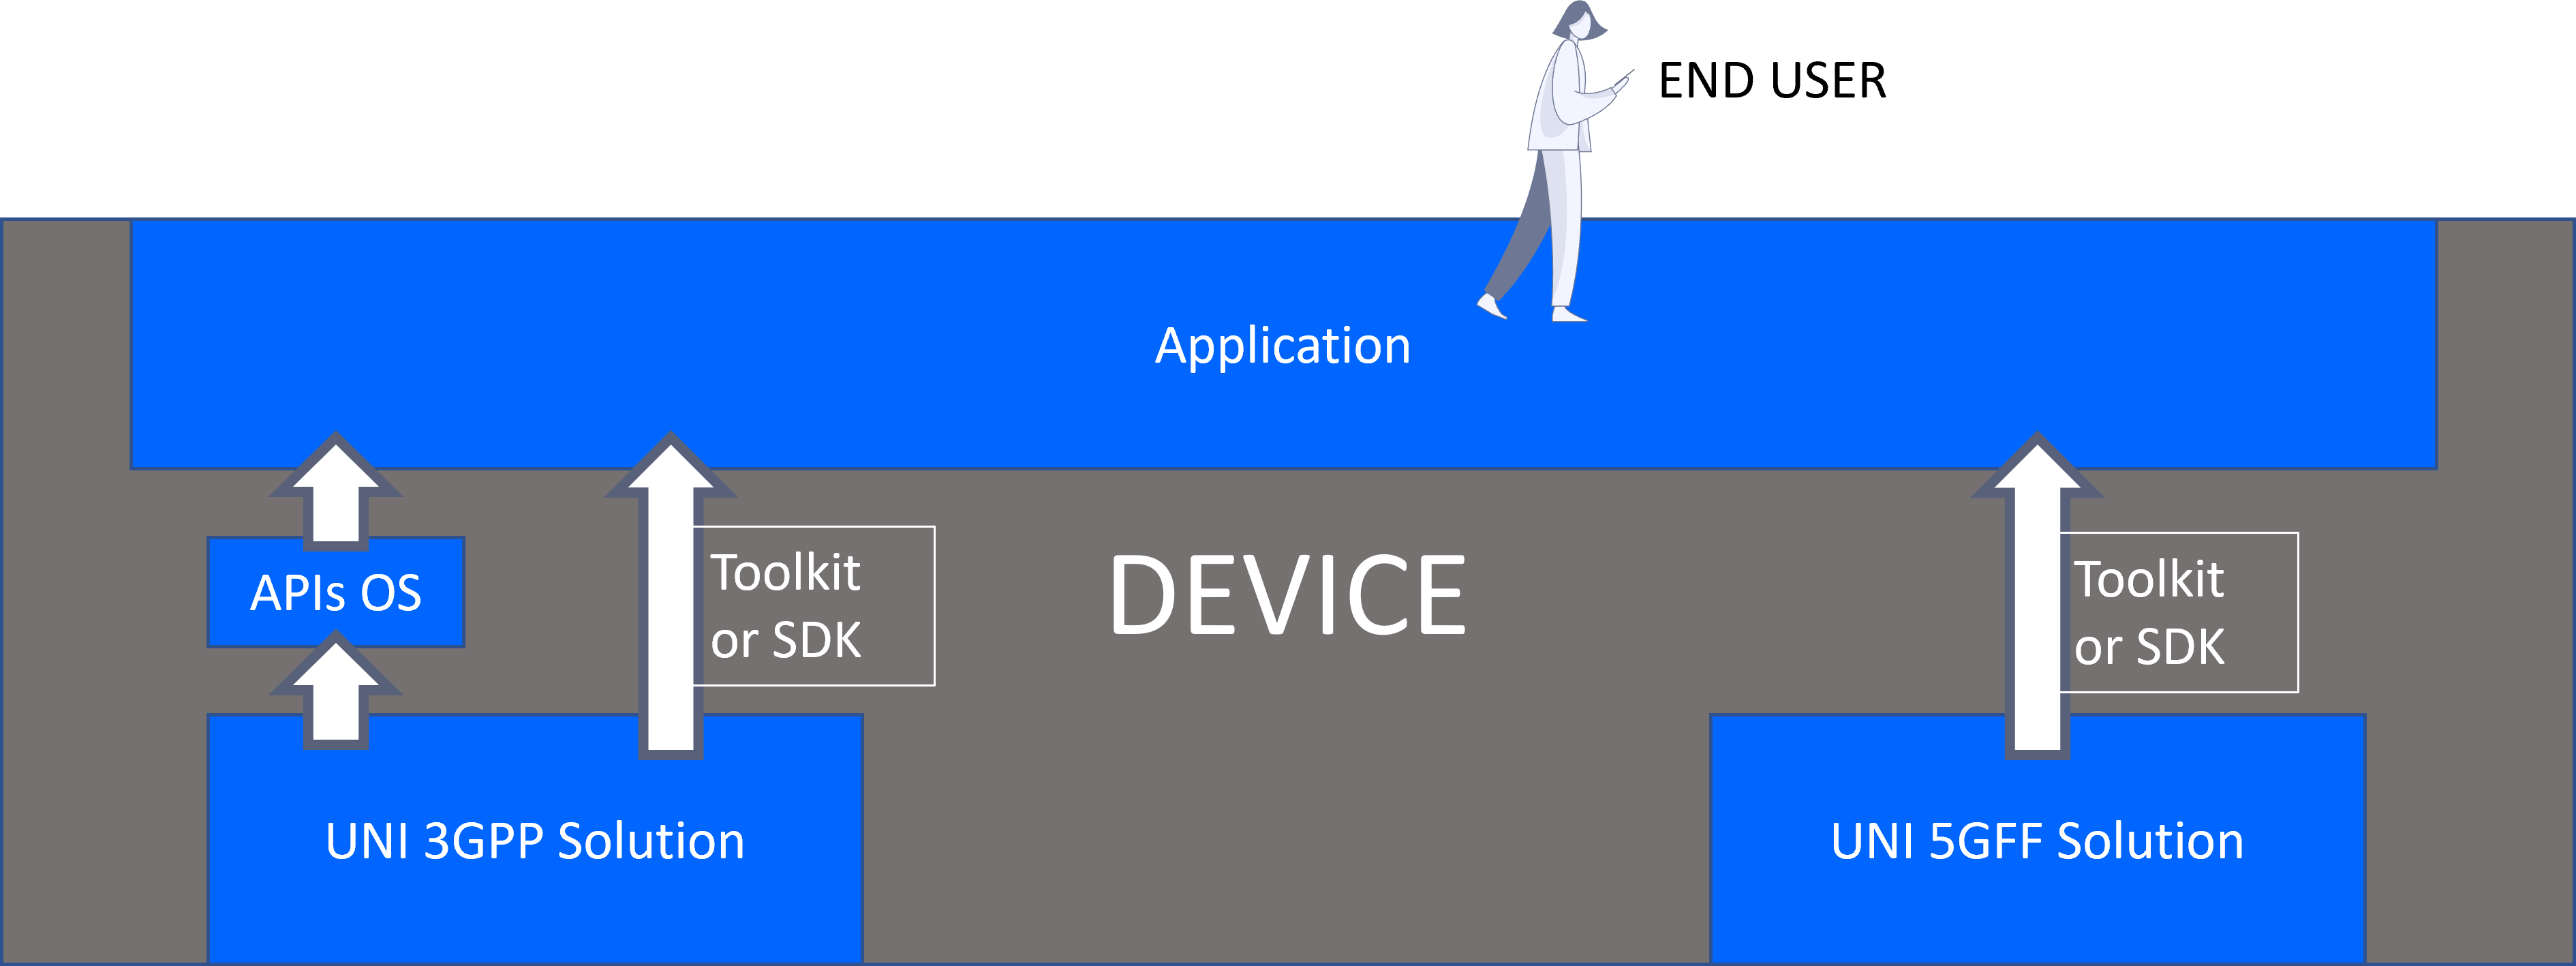 END USER
Application
APIs OS
Toolkit
or SDK
DEVICE
Toolkit
or SDK
UNI 3GPP Solution
UNI 5GFF Solution